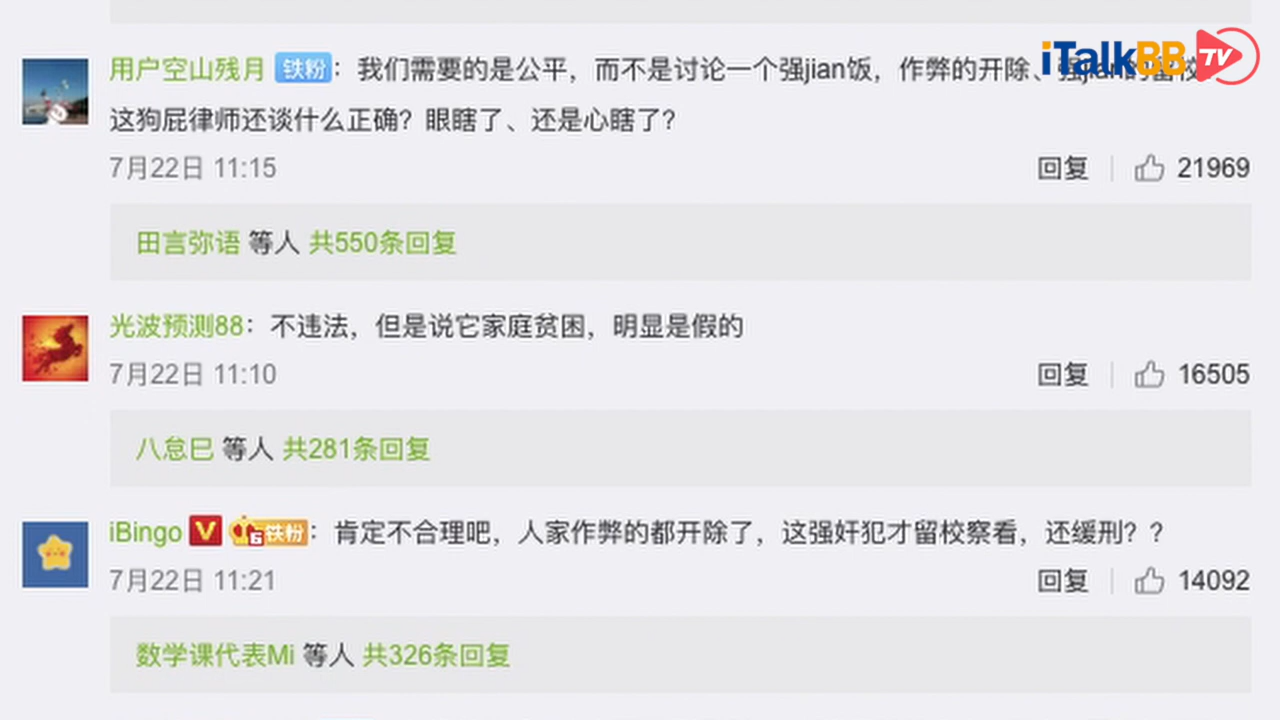 iTalkBB TV
用户空山残月 铁粉：我们需要的是公平，而不是讨论一个强jian饭，作弊的开除、强jian的留校
这狗屁律师还谈什么正确？眼瞎了、还是心瞎了？
7月22日 11:15 回复 21969
田言弥语 等人 共550条回复
光波预测88：不违法，但是说它家庭贫困，明显是假的
7月22日 11:10 回复 16505
八怠巳 等人 共281条回复
iBingo V 6 铁粉：肯定不合理吧，人家作弊的都开除了，这强奸犯才留校察看，还缓刑？？
7月22日 11:21 回复 14092
数学课代表Mi 等人 共326条回复